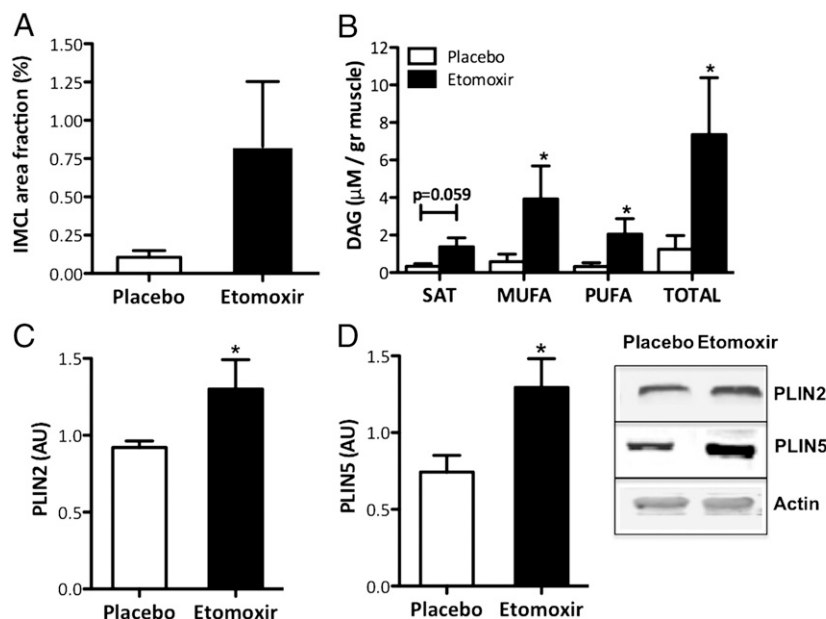 A
IMCL area fraction (%)
1.50
1.25
1.00
0.75
0.50
0.25
0.00
Placebo Etomoxir
B
DAG (μM / gr muscle)
12
10
8
6
4
2
0
Placebo
Etomoxir
p=0.059
*
*
*
SAT MUFA PUFA TOTAL
C
PLIN2 (AU)
1.5
1.0
0.5
0.0
*
Placebo Etomoxir
D
PLIN5 (AU)
1.5
1.0
0.5
0.0
*
Placebo Etomoxir
Placebo Etomoxir
PLIN2
PLIN5
Actin